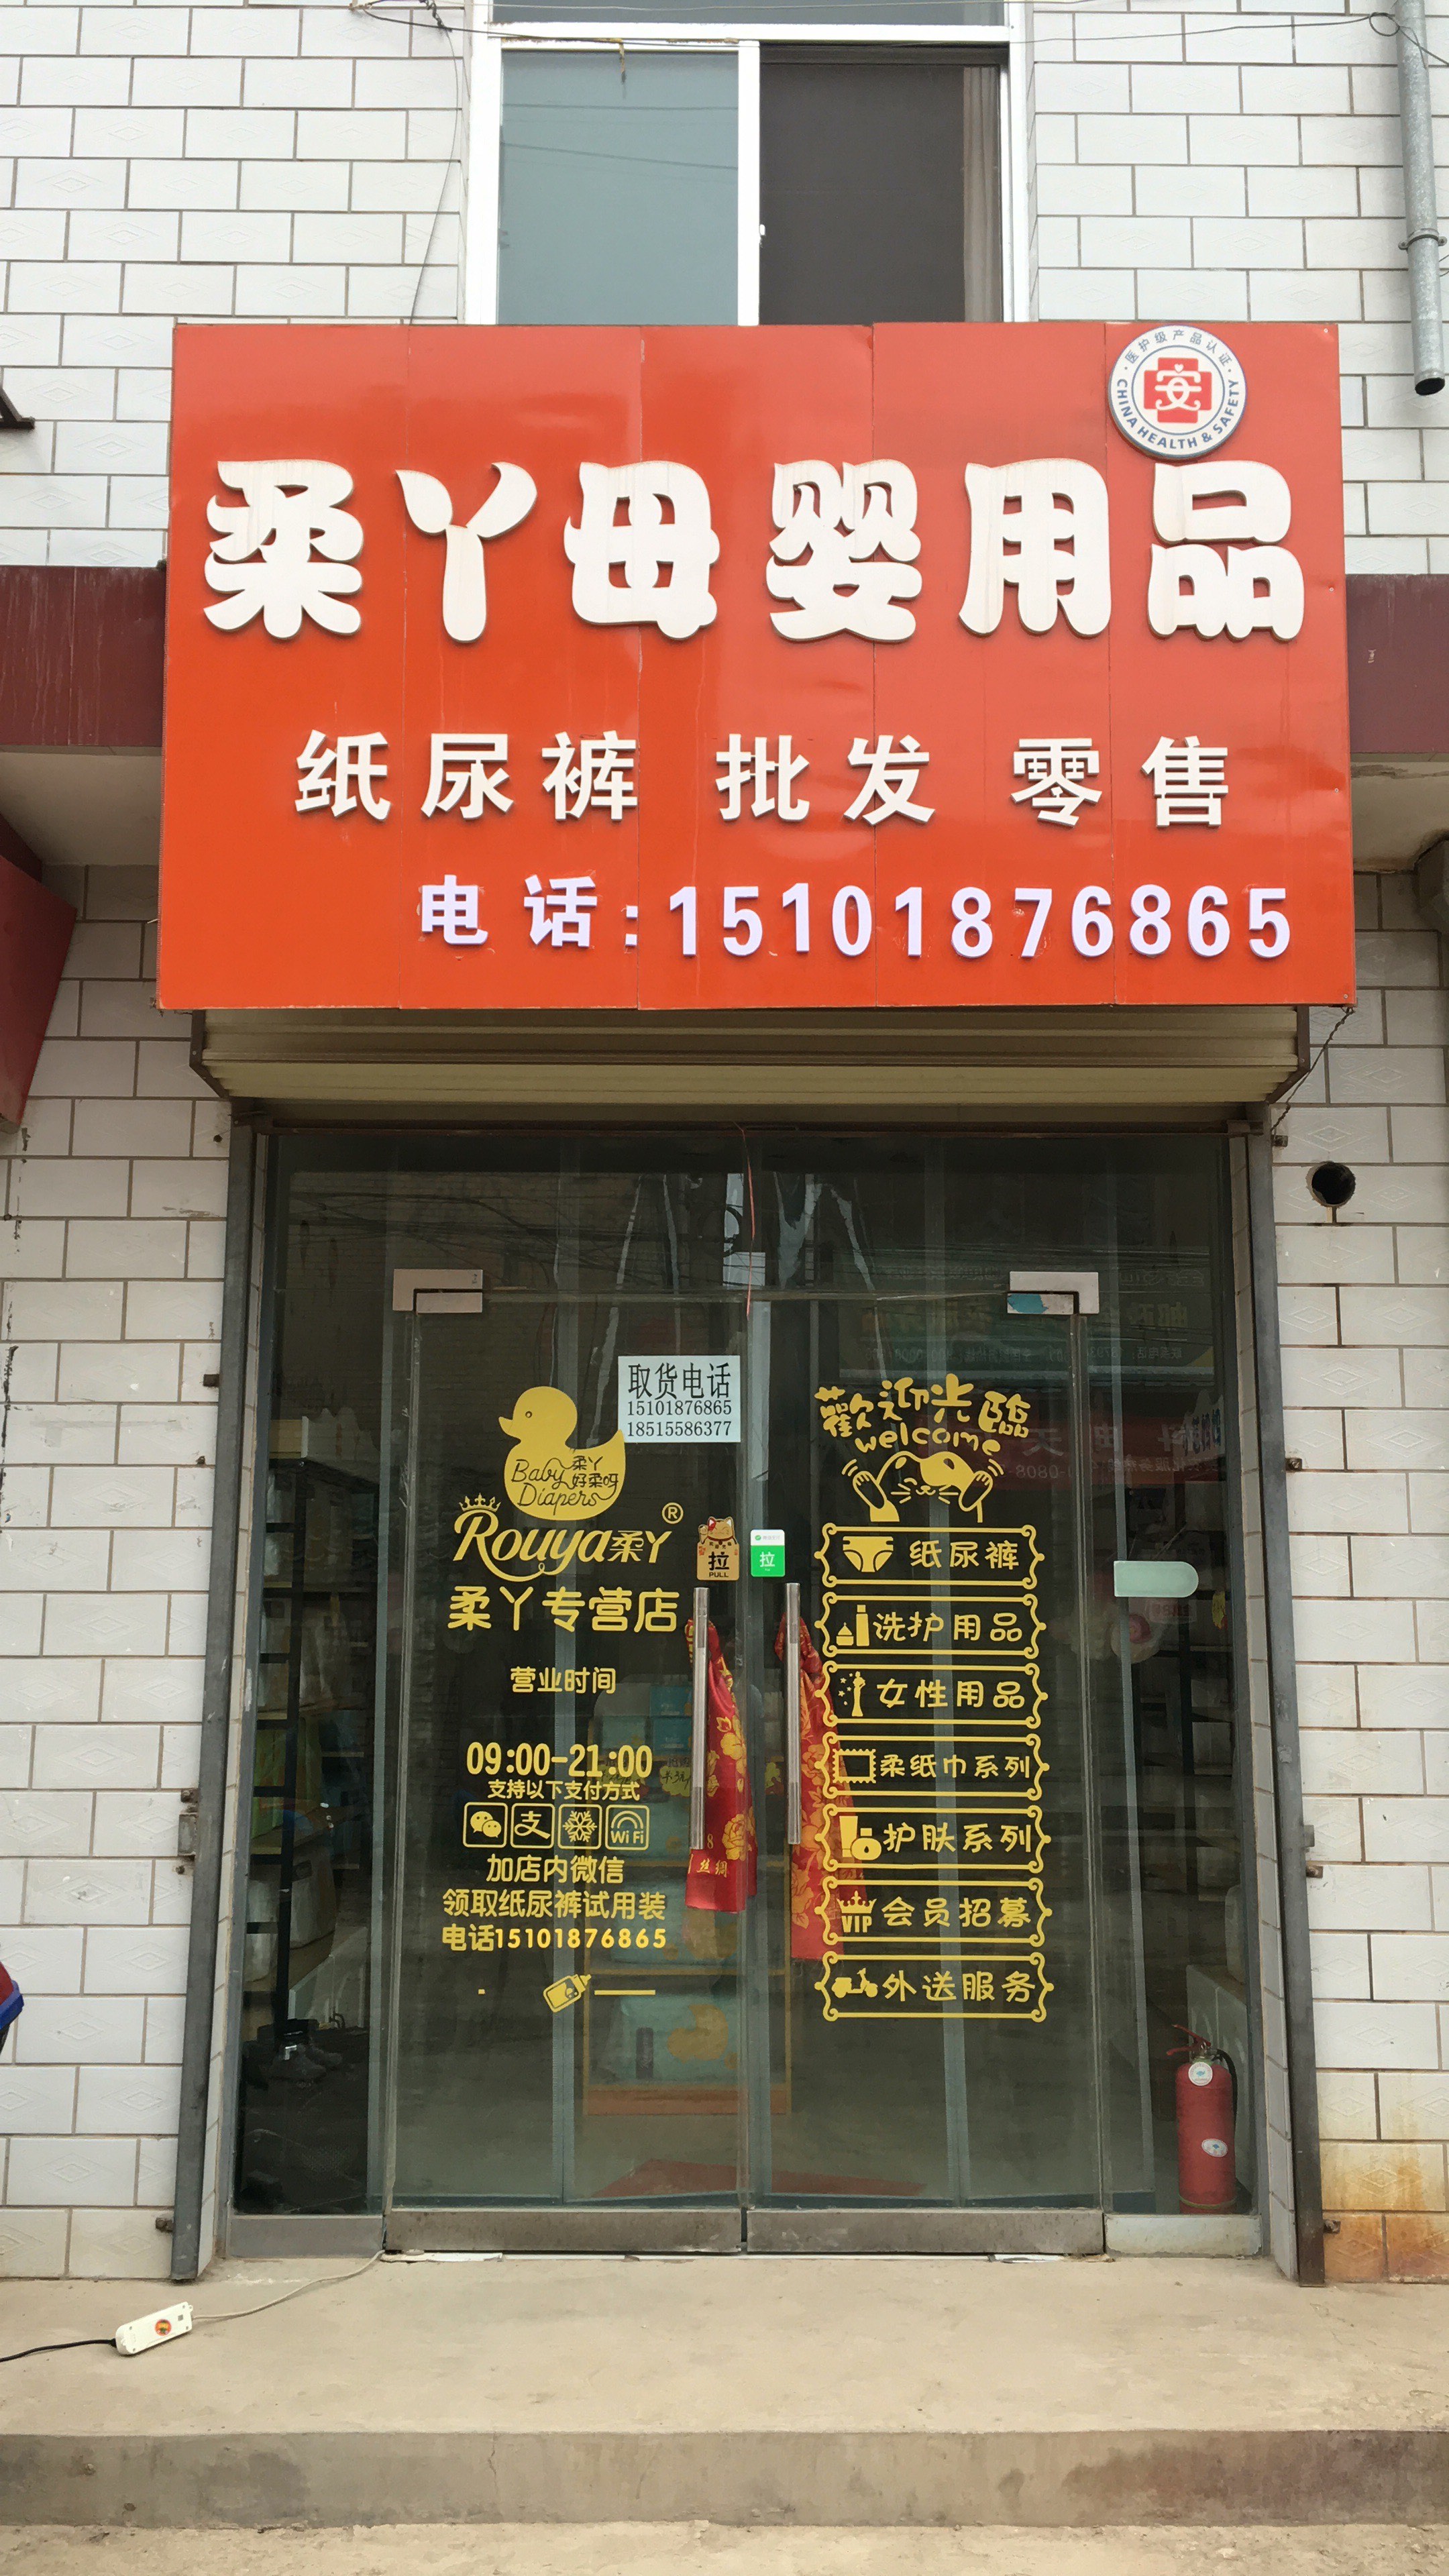 医护级产品认证
CHINA HEALTH & SAFETY
安
柔丫母婴用品
纸尿裤 批发 零售
电话:15101876865
取货电话
15101876865
18515586377
Baby 柔丫
Diapers 好柔呀
Rouya柔丫®
柔丫专营店
营业时间
09:00-21:00
支持以下支付方式
支 WiFi
加店内微信
领取纸尿裤试用装
电话15101876865
拉
PULL
拉
歡迎光臨
welcome
纸尿裤
洗护用品
女性用品
柔纸巾系列
护肤系列
VIP 会员招募
外送服务
丝绸